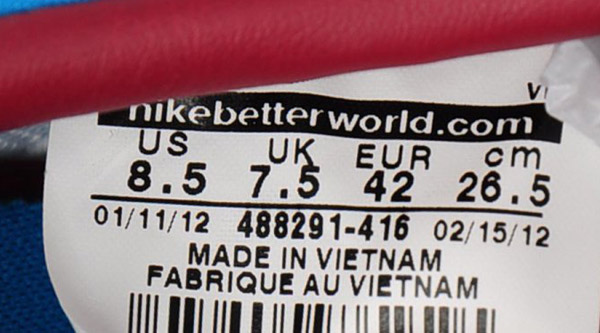 nikebetterworld.com
US UK EUR cm
8.5 7.5 42 26.5
01/11/12 488291-416 02/15/12
MADE IN VIETNAM
FABRIQUE AU VIETNAM